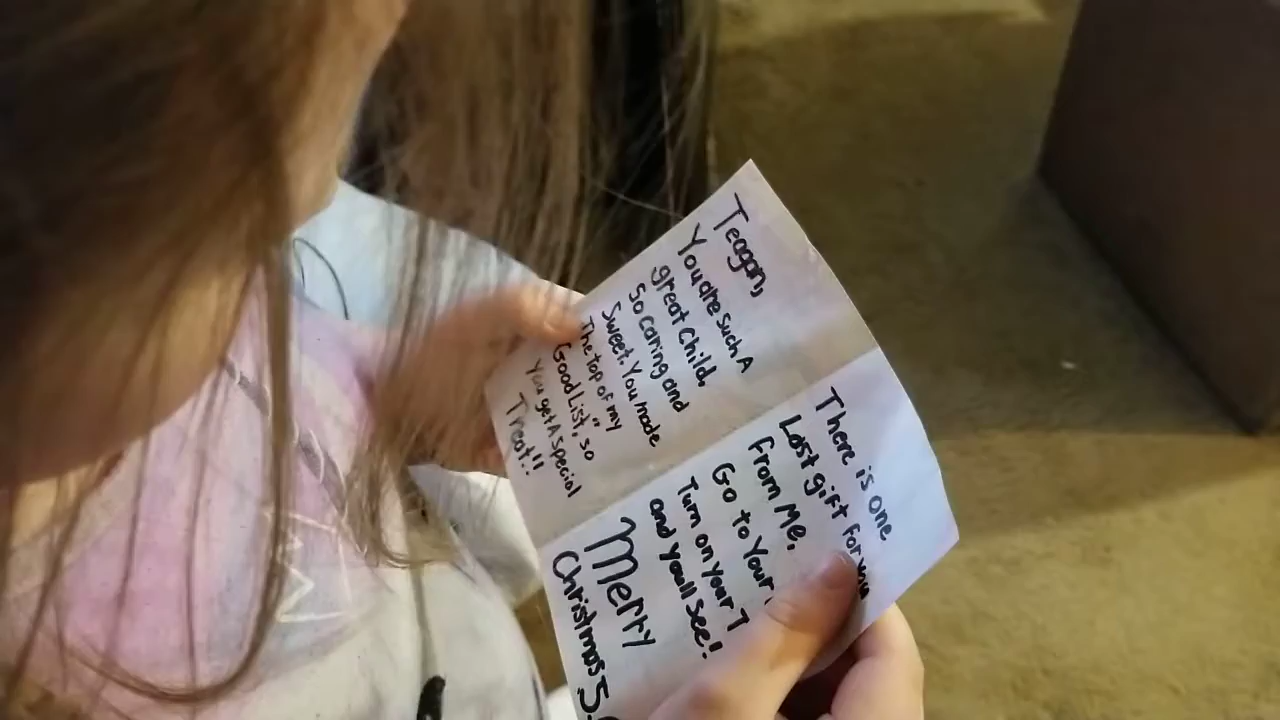 Teagan,
You are such A
great Child,
So Caring and
Sweet. You made
The top of my
Good List", so
You get A special
Treat!!
There is one
Last gift for you
From Me,
Go to Your
Turn on Your T
and you'll See!
Merry
Christmas